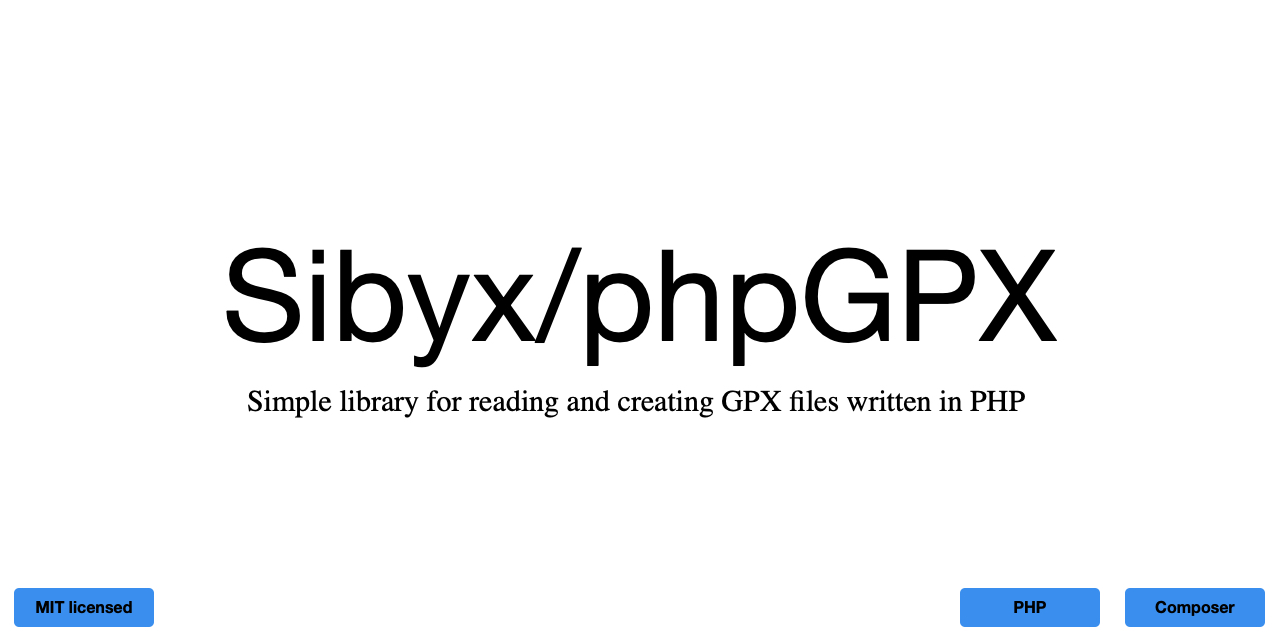 Sibyx/phpGPX
Simple library for reading and creating GPX files written in PHP
MIT licensed
PHP
Composer